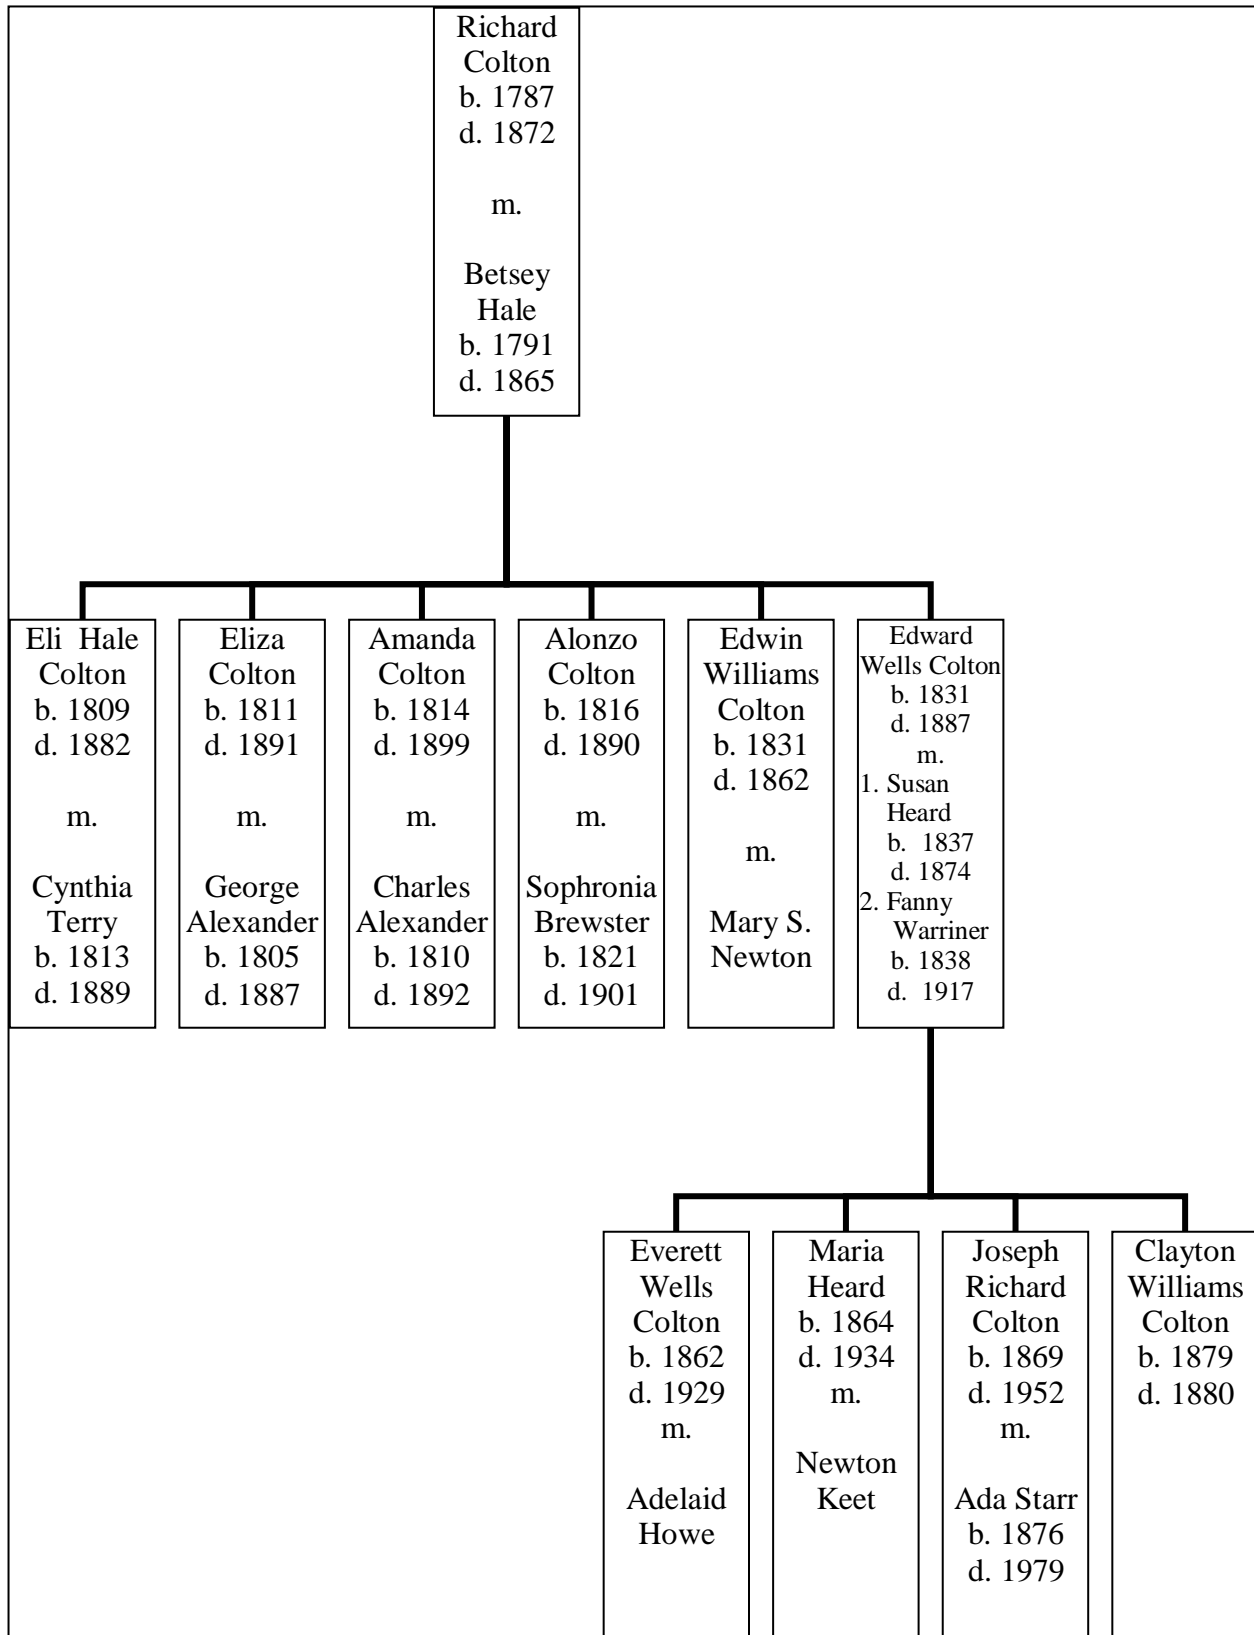 Richard
Colton
b. 1787
d. 1872
m.
Betsey
Hale
b. 1791
d. 1865
Eli  Hale
Colton
b. 1809
d. 1882
m.
Cynthia
Terry
b. 1813
d. 1889
Eliza
Colton
b. 1811
d. 1891
m.
George
Alexander
b. 1805
d. 1887
Amanda
Colton
b. 1814
d. 1899
m.
Charles
Alexander
b. 1810
d. 1892
Alonzo
Colton
b. 1816
d. 1890
m.
Sophronia
Brewster
b. 1821
d. 1901
Edwin
Williams
Colton
b. 1831
d. 1862
m.
Mary S.
Newton
Edward
Wells Colton
b. 1831
d. 1887
m.
1. Susan
Heard
b.  1837
d. 1874
2. Fanny
Warriner
b. 1838
d.  1917
Everett
Wells
Colton
b. 1862
d. 1929
m.
Adelaid
Howe
Maria
Heard
b. 1864
d. 1934
m.
Newton
Keet
Joseph
Richard
Colton
b. 1869
d. 1952
m.
Ada Starr
b. 1876
d. 1979
Clayton
Williams
Colton
b. 1879
d. 1880